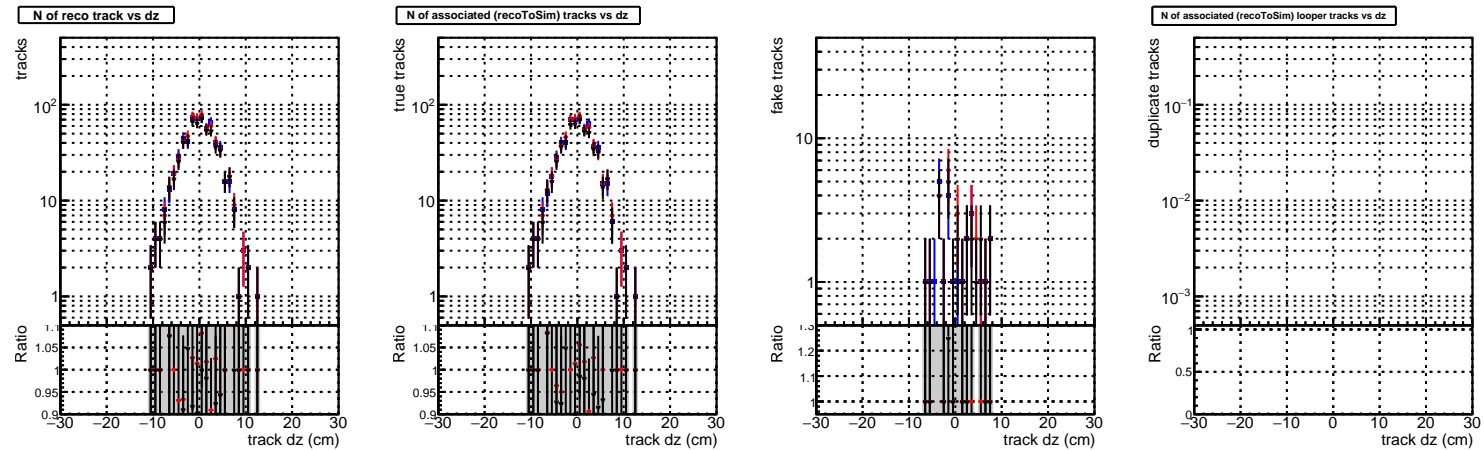 N of reco track vs dz
tracks
10²
10
1
Ratio
1.1
1.05
1
0.95
0.9
−30 −20 −10 0 10 20 30
track dz (cm)
N of associated (recoToSim) tracks vs dz
true tracks
10²
10
1
Ratio
1.1
1.05
1
0.95
0.9
−30 −20 −10 0 10 20 30
track dz (cm)
fake tracks
10
1
Ratio
1.3
1.2
1.1
1
−30 −20 −10 0 10 20 30
track dz (cm)
N of associated (recoToSim) looper tracks vs dz
duplicate tracks
10⁻¹
10⁻²
10⁻³
Ratio
1
0.5
0
−30 −20 −10 0 10 20 30
track dz (cm)